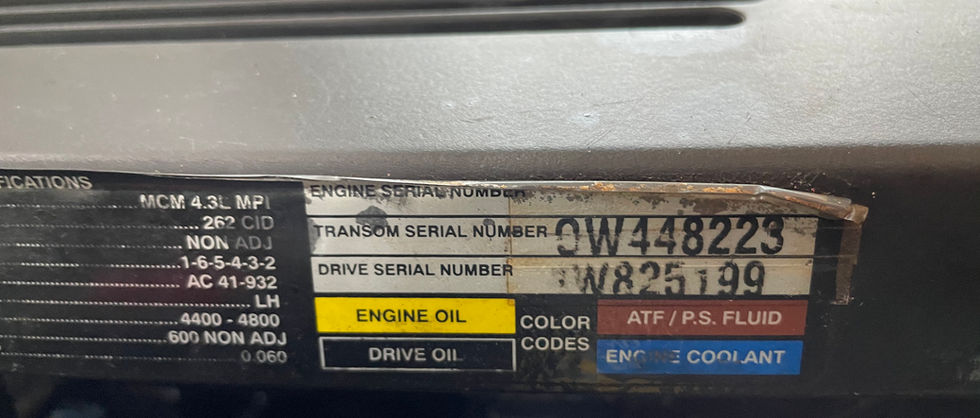 FICATIONS
MCM 4.3L MPI
262 CID
NON ADJ
1-6-5-4-3-2
AC 41-932
LH
4400 - 4800
600 NON ADJ
0.060
ENGINE SERIAL NUMBER
TRANSOM SERIAL NUMBER 0W448223
DRIVE SERIAL NUMBER W825199
ENGINE OIL
DRIVE OIL
COLOR
CODES
ATF / P.S. FLUID
ENGINE COOLANT